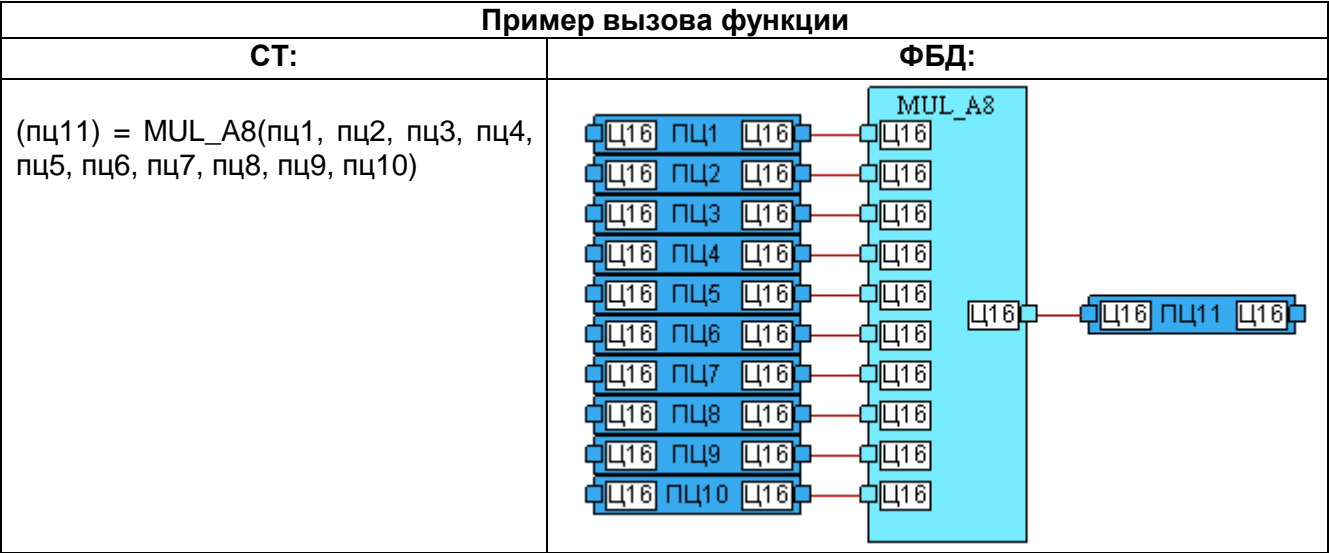 Пример вызова функции
СТ:
ФБД:
(пц11) = MUL_A8(пц1, пц2, пц3, пц4,
пц5, пц6, пц7, пц8, пц9, пц10)
MUL_A8
Ц16 ПЦ1 Ц16 Ц16
Ц16 ПЦ2 Ц16 Ц16
Ц16 ПЦ3 Ц16 Ц16
Ц16 ПЦ4 Ц16 Ц16
Ц16 ПЦ5 Ц16 Ц16
Ц16 Ц16 ПЦ11 Ц16
Ц16 ПЦ6 Ц16 Ц16
Ц16 ПЦ7 Ц16 Ц16
Ц16 ПЦ8 Ц16 Ц16
Ц16 ПЦ9 Ц16 Ц16
Ц16 ПЦ10 Ц16 Ц16